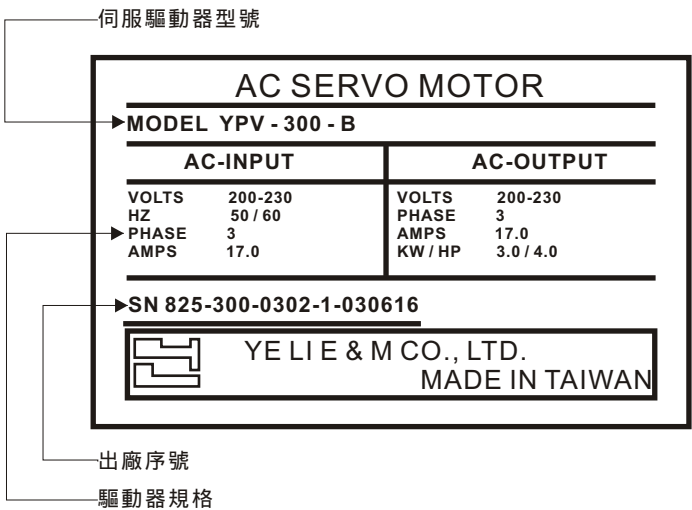 伺服驅動器型號
AC SERVO MOTOR
MODEL YPV - 300 - B
AC-INPUT
VOLTS 200-230
HZ 50 / 60
PHASE 3
AMPS 17.0
AC-OUTPUT
VOLTS 200-230
PHASE 3
AMPS 17.0
KW / HP 3.0 / 4.0
SN 825-300-0302-1-030616
YE LI E & M CO., LTD.
MADE IN TAIWAN
出廠序號
驅動器規格